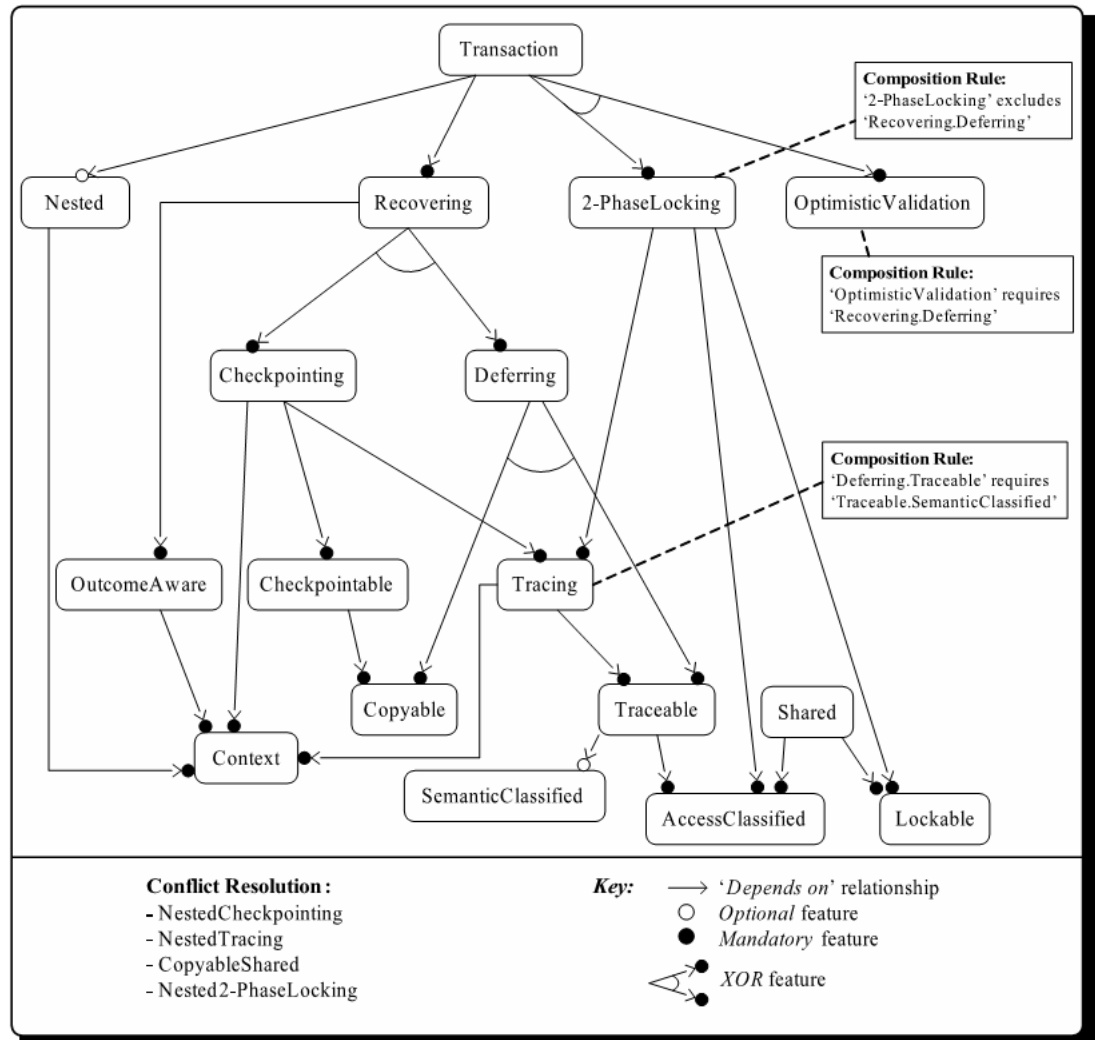 Transaction
Composition Rule:
‘2-PhaseLocking’ excludes
‘Recovering.Deferring’
Nested
Recovering
2-PhaseLocking
OptimisticValidation
Composition Rule:
‘OptimisticValidation’ requires
‘Recovering.Deferring’
Checkpointing
Deferring
Composition Rule:
‘Deferring.Traceable’ requires
‘Traceable.SemanticClassified’
OutcomeAware
Checkpointable
Tracing
Copyable
Traceable
Shared
Context
SemanticClassified
AccessClassified
Lockable
Conflict Resolution:
- NestedCheckpointing
- NestedTracing
- CopyableShared
- Nested2-PhaseLocking
Key:
‘Depends on’ relationship
Optional feature
Mandatory feature
XOR feature